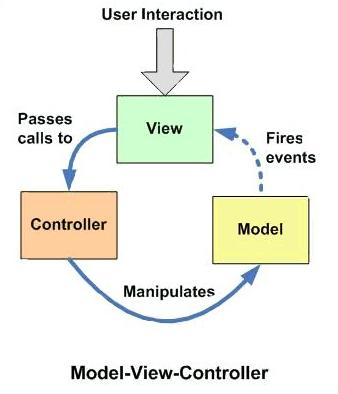 User Interaction
Passes
calls to
View
Fires
events
Controller
Model
Manipulates
Model-View-Controller